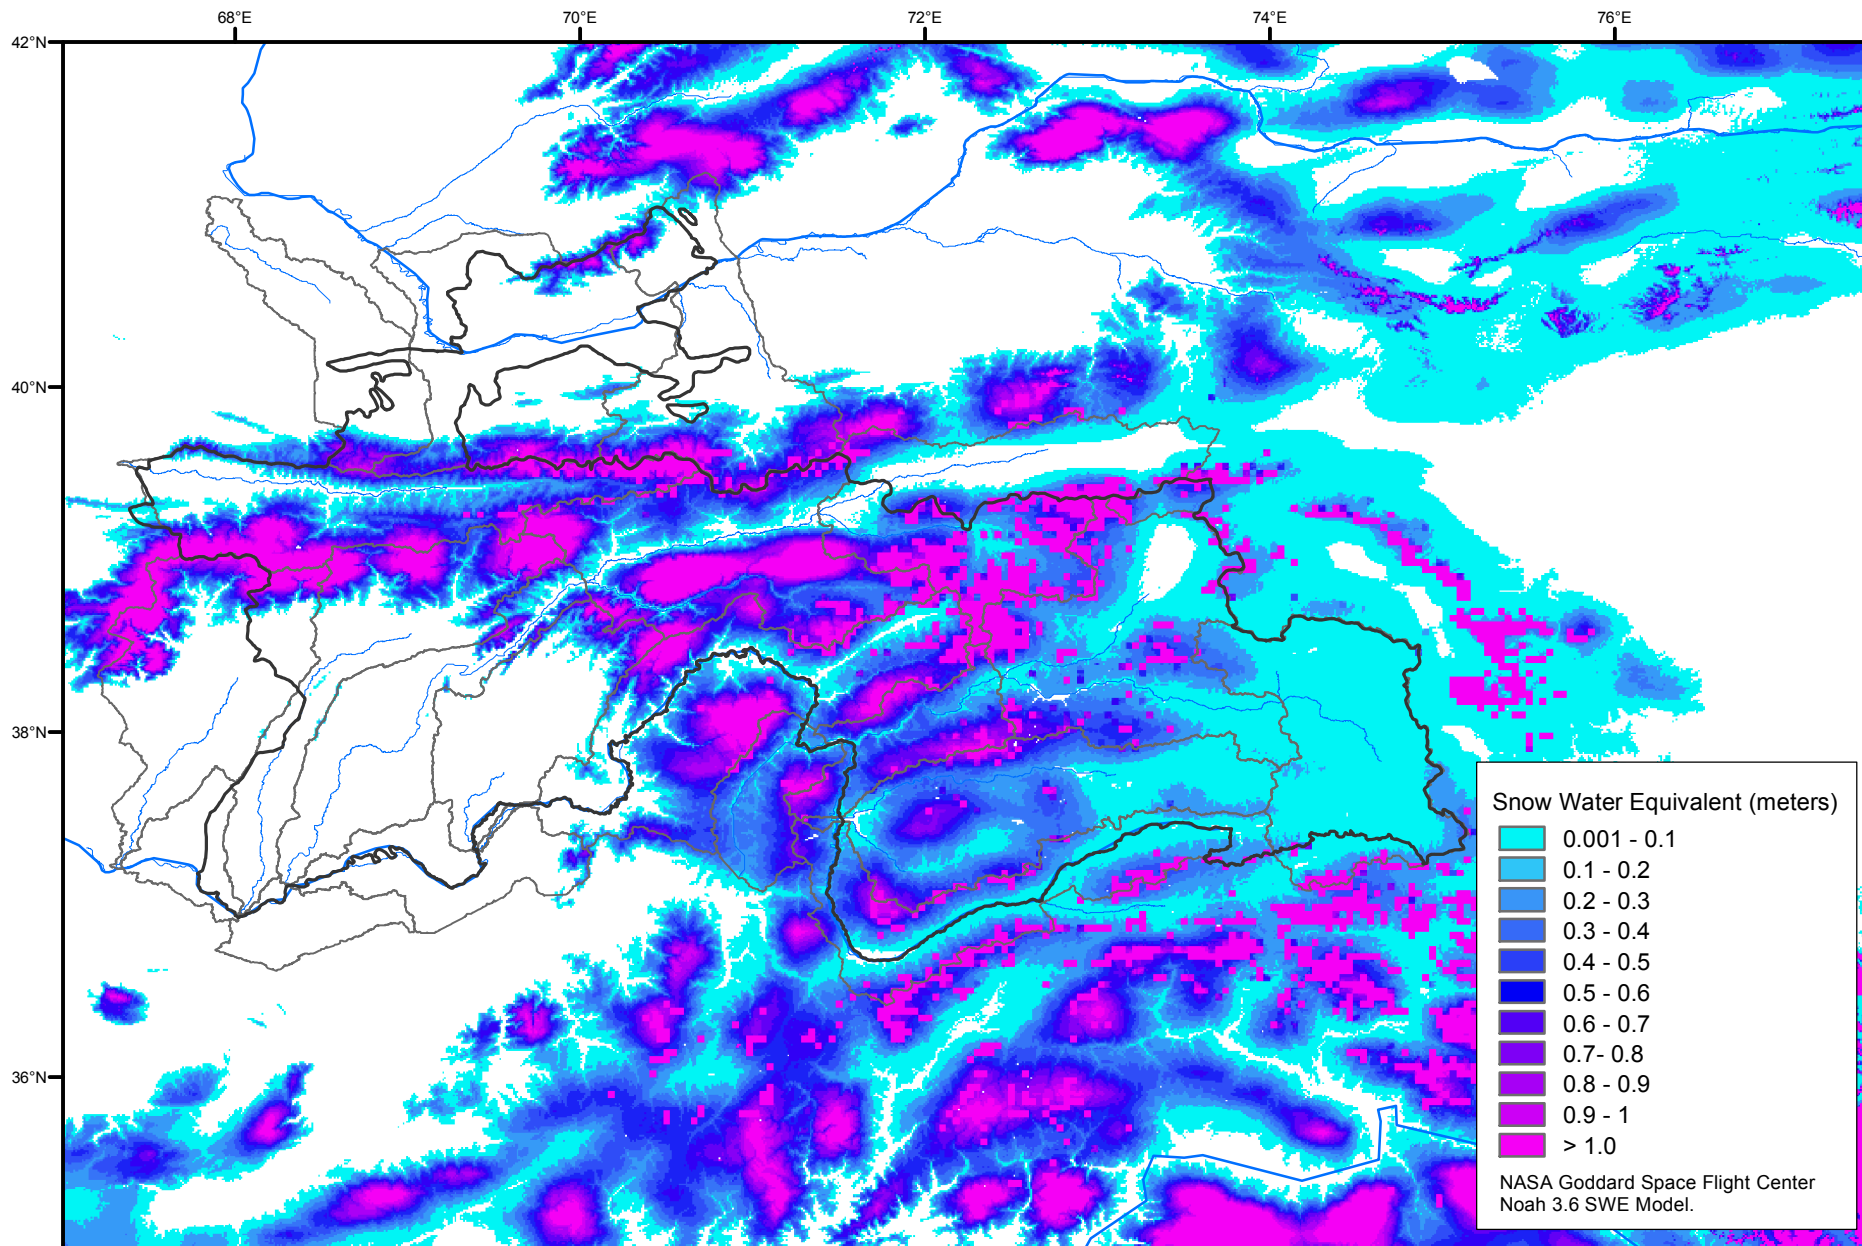 68°E
70°E
72°E
74°E
76°E
42°N
40°N
38°N
36°N
Snow Water Equivalent (meters)
0.001 - 0.1
0.1 - 0.2
0.2 - 0.3
0.3 - 0.4
0.4 - 0.5
0.5 - 0.6
0.6 - 0.7
0.7- 0.8
0.8 - 0.9
0.9 - 1
> 1.0
NASA Goddard Space Flight Center
Noah 3.6 SWE Model.